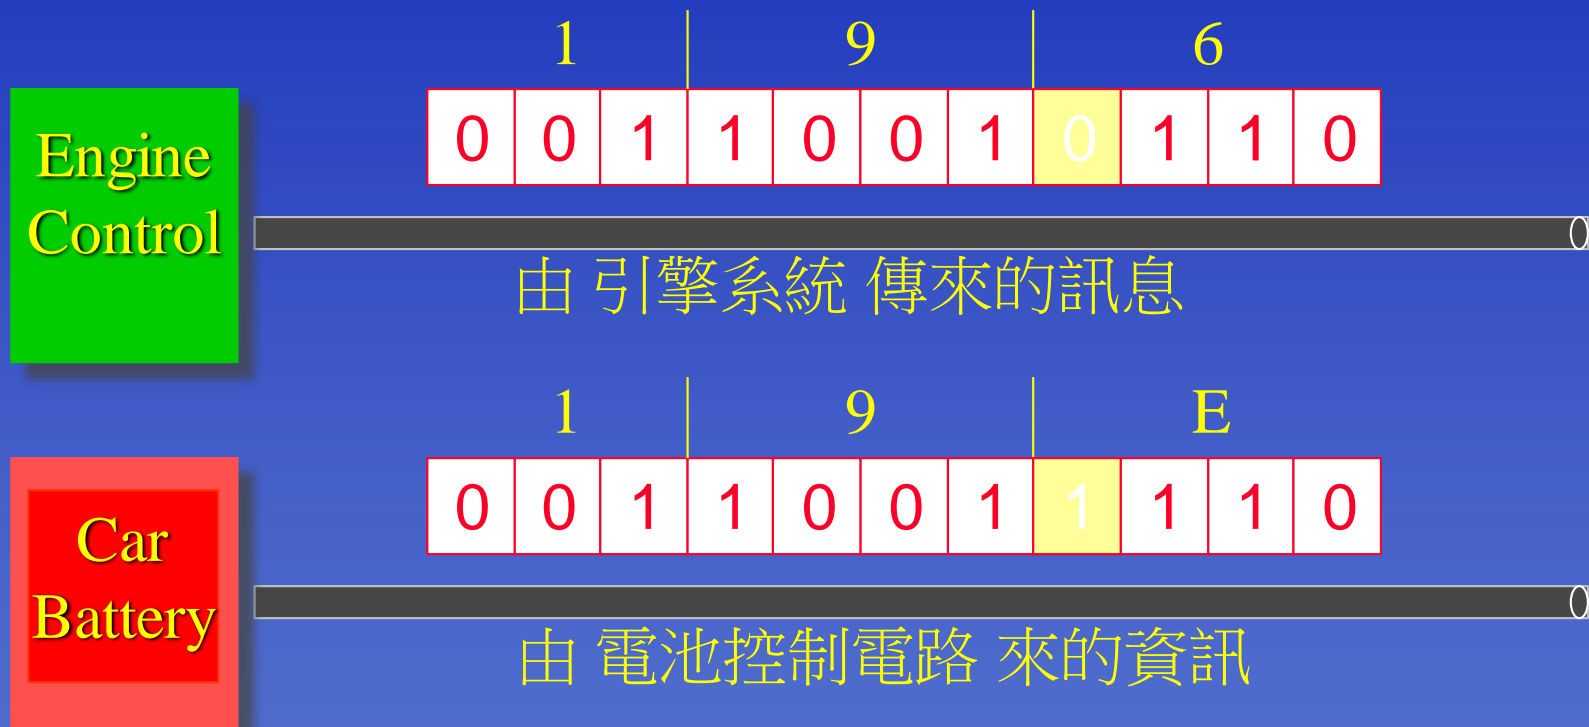 1 9 6
Engine
Control
0 0 1 1 0 0 1 0 1 1 0
由 引擎系統 傳來的訊息
1 9 E
Car
Battery
0 0 1 1 0 0 1 1 1 1 0
由 電池控制電路 來的資訊